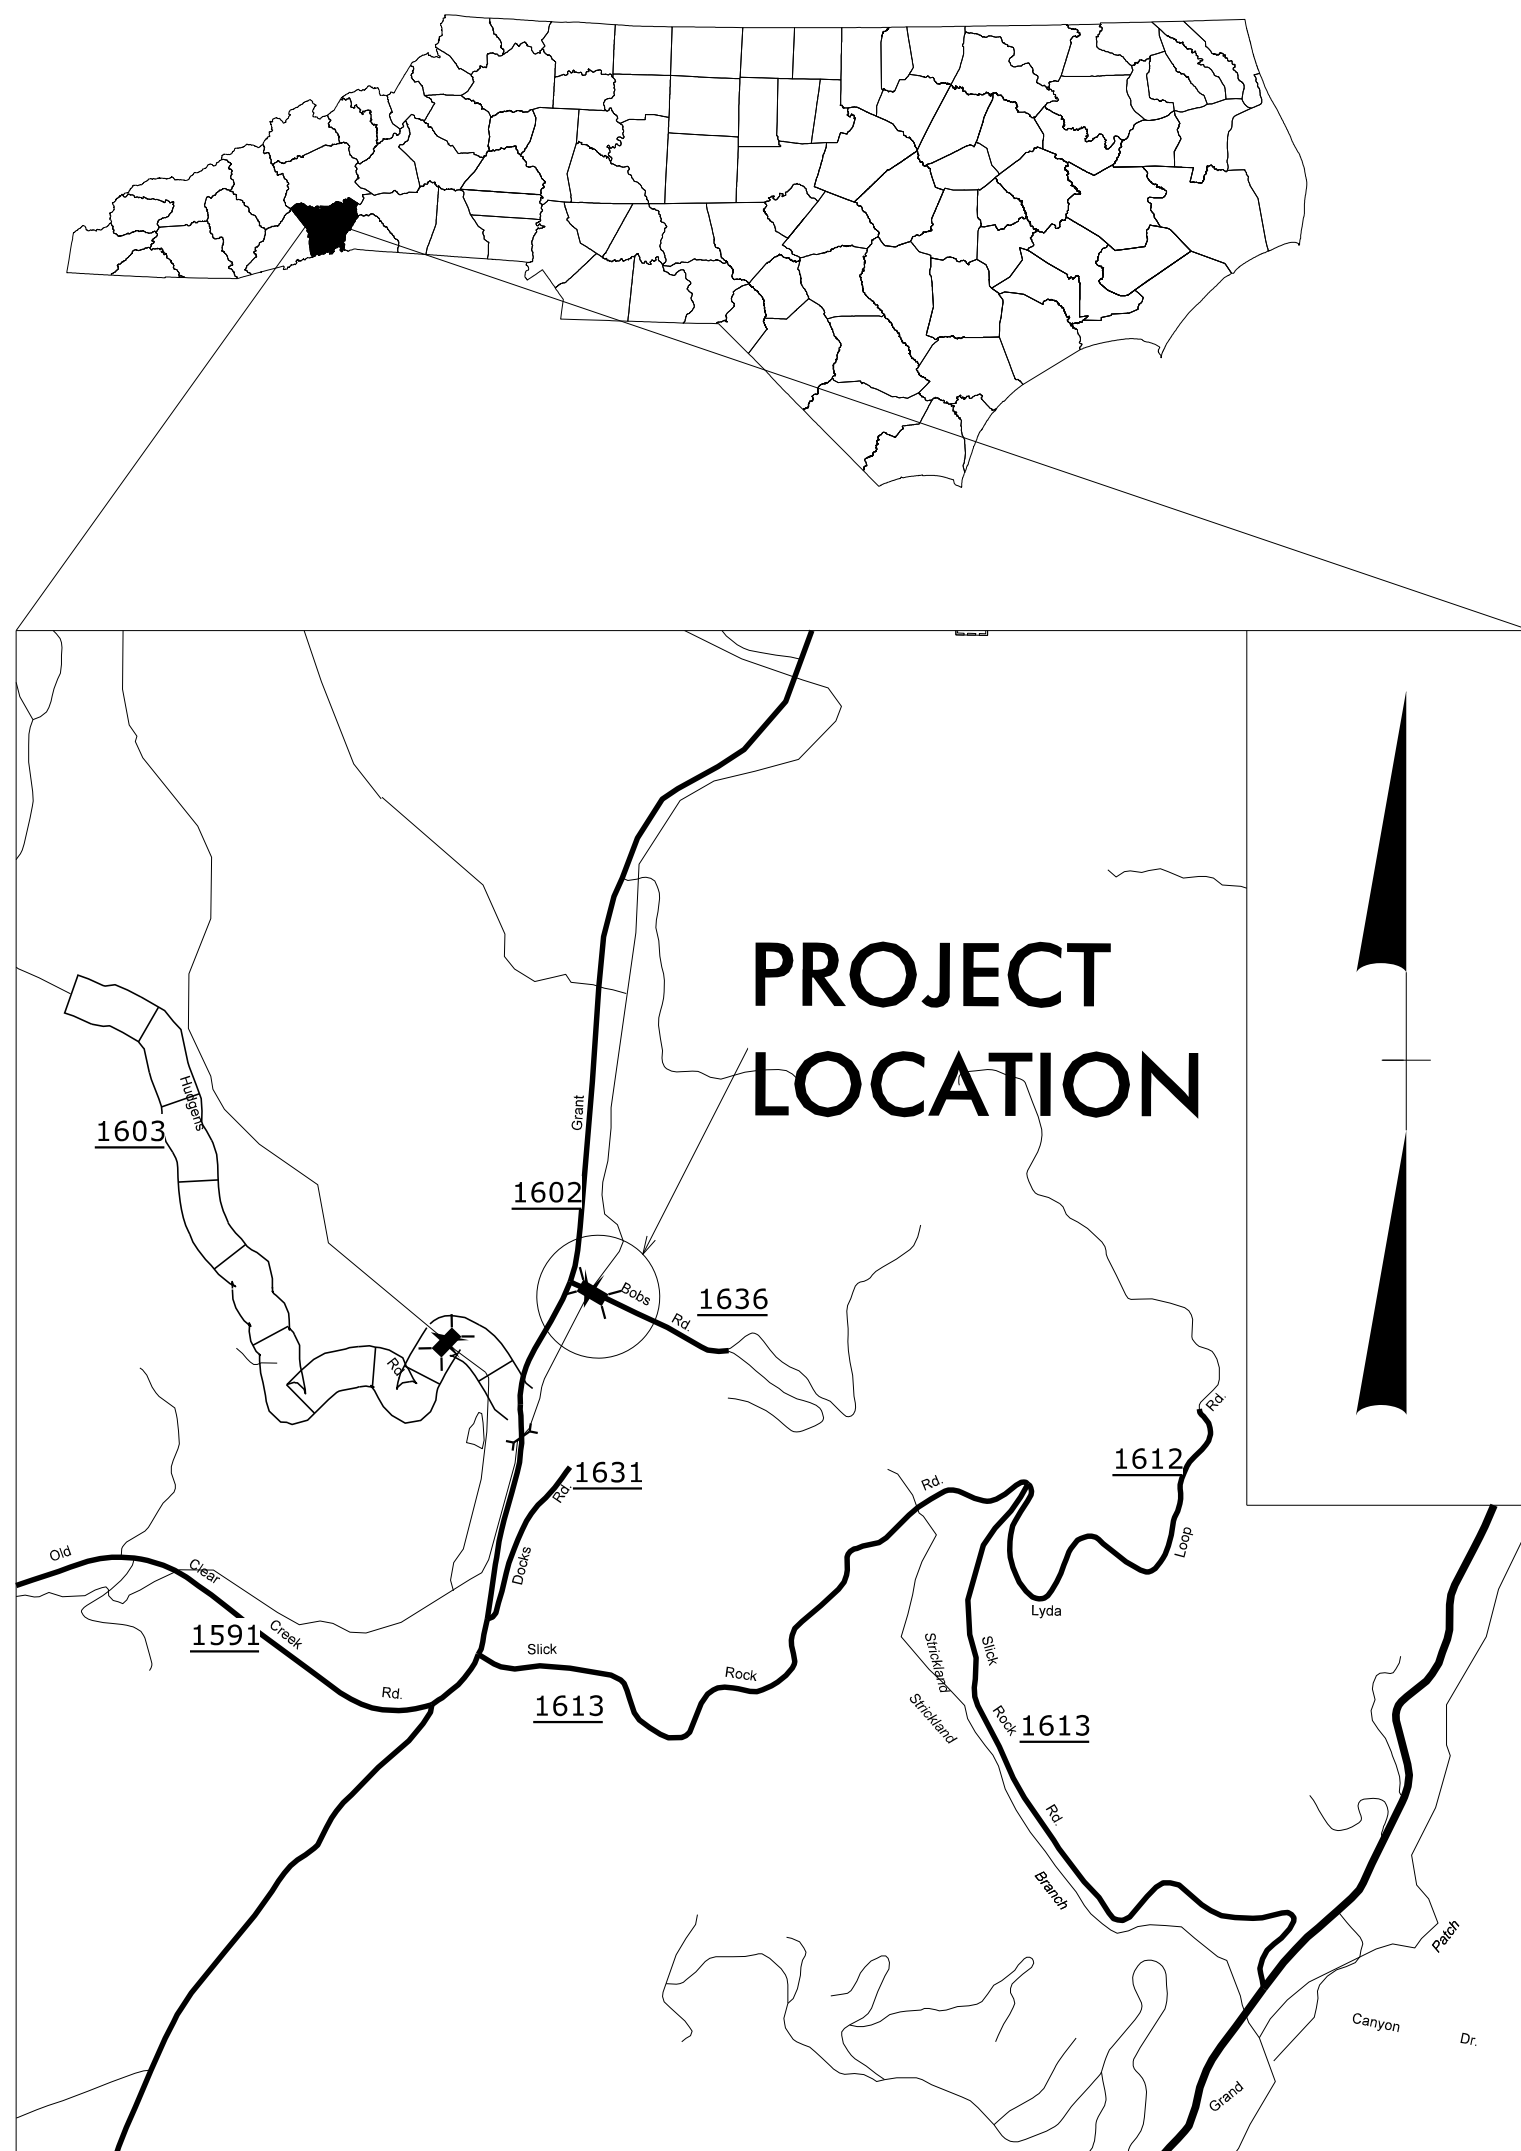 PROJECT
LOCATION
Hudgens
1603
Grant
1602
Bobs
1636
Rd.
Rd.
Rd.
1612
Rd.
1631
Rd.
Old
Clear
Docks
Loop
Lyda
1591
Creek
Slick
Strickland
Slick
Rd.
Rock
1613
Strickland
Rock
1613
Rd.
Branch
Patch
Canyon
Dr.
Grand